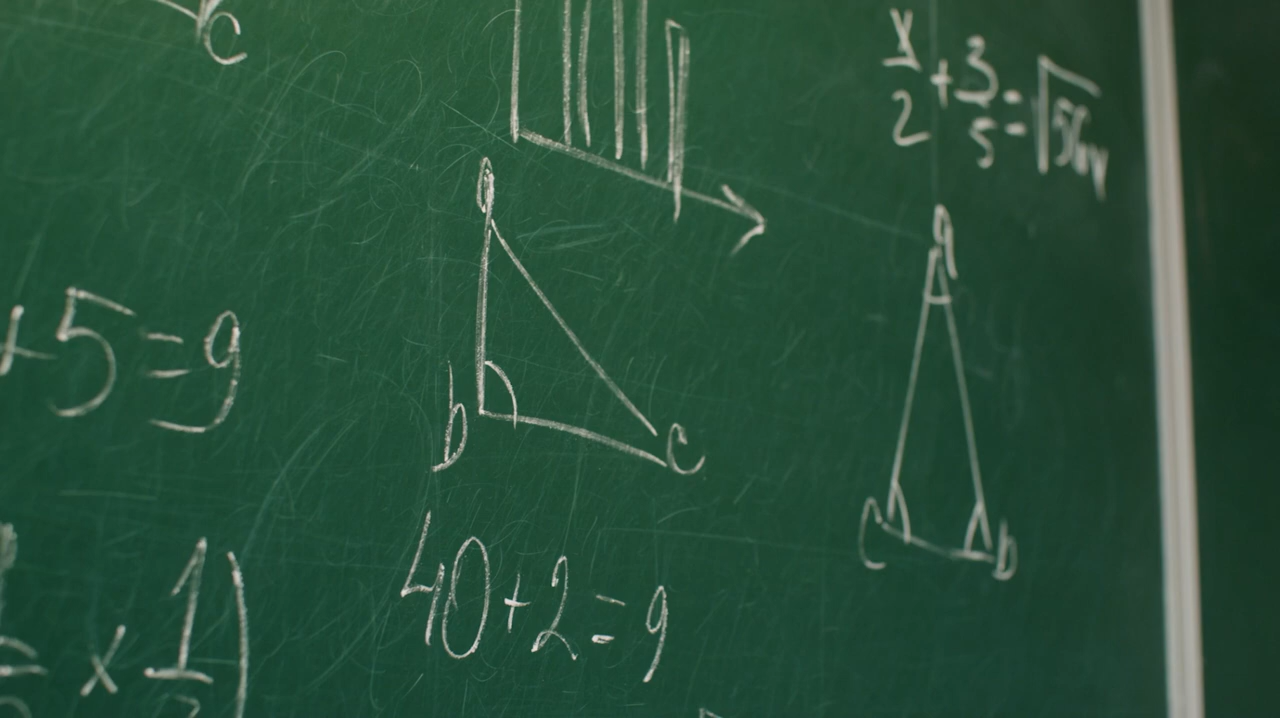 c
x/2 + 3/5 = √56y
a
a
+5=9
b
c
c
b
40+2=9
x 1)